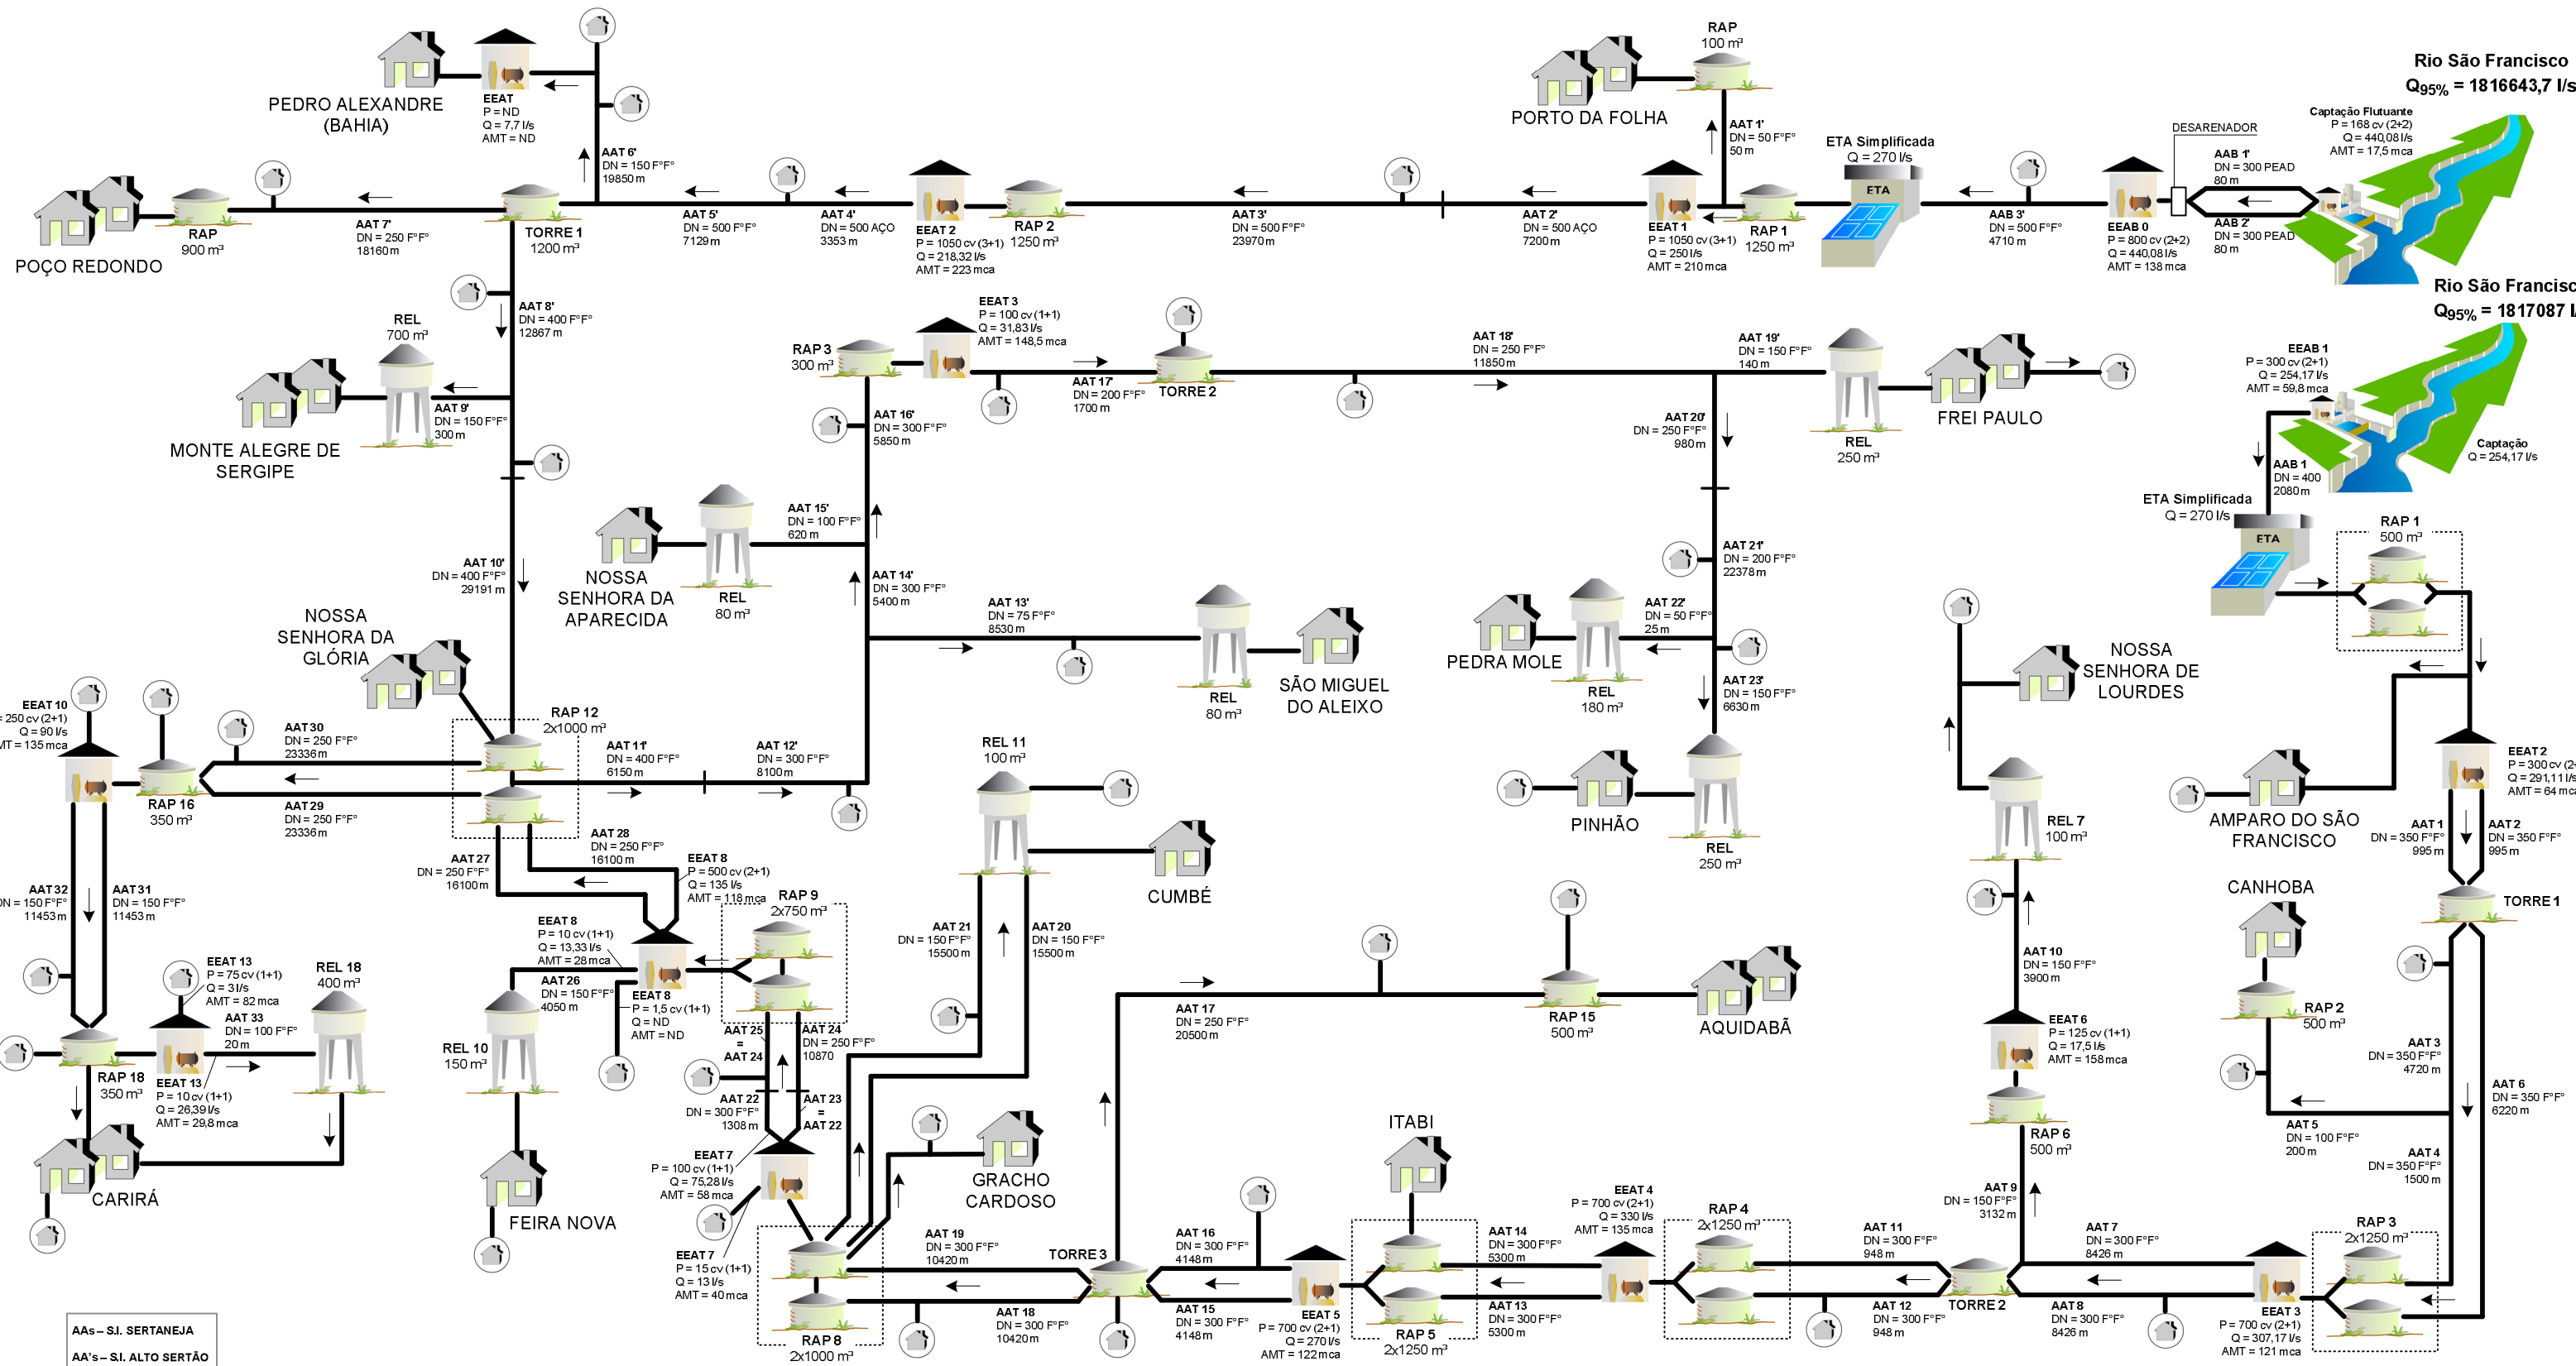 Rio São Francisco
Q95% = 1816643,7 l/s
Captação Flutuante
P = 168 cv (2+2)
Q = 440,08 l/s
AMT = 17,5mca
DESARENADOR
AAB 1'
DN = 300 PEAD
80 m
AAB 2'
DN = 300 PEAD
80 m
EEAB 0
P = 800 cv (2+2)
Q = 440,08 l/s
AMT = 138 mca
AAB 3'
DN = 500 F°F°
4710 m
ETA Simplificada
Q = 270 l/s
ETA
RAP 1
1250 m³
RAP
100 m³
PORTO DA FOLHA
AAT 1'
DN = 50 F°F°
50 m
EEAT 1
P = 1050 cv (3+1)
Q = 250 l/s
AMT = 210 mca
AAT 2'
DN = 500 AÇO
7200 m
AAT 3'
DN = 500 F°F°
23970 m
RAP 2
1250 m³
EEAT 2
P = 1050 cv (3+1)
Q = 218,32 l/s
AMT = 223 mca
AAT 4'
DN = 500 AÇO
3353 m
AAT 5'
DN = 500 F°F°
7129 m
PEDRO ALEXANDRE
(BAHIA)
EEAT
P = ND
Q = 7,7 l/s
AMT = ND
AAT 6'
DN = 150 F°F°
19850 m
TORRE 1
1200 m³
AAT 7'
DN = 250 F°F°
18160 m
RAP
900 m³
POÇO REDONDO
AAT 8'
DN = 400 F°F°
12867 m
REL
700 m³
AAT 9'
DN = 150 F°F°
300 m
MONTE ALEGRE DE
SERGIPE
AAT 10'
DN = 400 F°F°
29191 m
NOSSA
SENHORA DA
GLÓRIA
RAP 12
2x1000 m³
AAT 11'
DN = 400 F°F°
6150 m
AAT 12'
DN = 300 F°F°
8100 m
AAT 13'
DN = 75 F°F°
8530 m
REL
80 m³
SÃO MIGUEL
DO ALEIXO
AAT 14'
DN = 300 F°F°
5400 m
AAT 15'
DN = 100 F°F°
620 m
REL
80 m³
NOSSA
SENHORA DA
APARECIDA
AAT 16'
DN = 300 F°F°
5850 m
RAP 3
300 m³
EEAT 3
P = 100 cv (1+1)
Q = 31,83 l/s
AMT = 148,5 mca
AAT 17'
DN = 200 F°F°
1700 m
TORRE 2
AAT 18'
DN = 250 F°F°
11850 m
AAT 19'
DN = 150 F°F°
140 m
REL
250 m³
FREI PAULO
AAT 20'
DN = 250 F°F°
980 m
AAT 21'
DN = 200 F°F°
22378 m
AAT 22'
DN = 50 F°F°
25 m
REL
180 m³
PEDRA MOLE
AAT 23'
DN = 150 F°F°
6630 m
REL
250 m³
PINHÃO
Q95% = 1817087
EEAB 1
P = 300 cv (2+1)
Q = 254,17 l/s
AMT = 59,8 mca
Captação
Q = 254,17 l/s
AAB 1
DN = 400
2080 m
ETA Simplificada
Q = 270 l/s
ETA
RAP 1
500 m³
AMPARO DO SÃO
FRANCISCO
EEAT 2
Q = 291,11 l/s
AMT = 64 mca
AAT 1
DN = 350 F°F°
995 m
AAT 2
DN = 350 F°F°
995 m
TORRE 1
CANHOBA
RAP 2
500 m³
AAT 3
DN = 350 F°F°
4720 m
AAT 6
DN = 350 F°F°
6220 m
AAT 5
DN = 100 F°F°
200 m
AAT 4
DN = 350 F°F°
1500 m
RAP 3
2x1250 m³
EEAT 3
P = 700 cv (2+1)
Q = 307,17 l/s
AMT = 121 mca
AAT 7
DN = 300 F°F°
8426 m
AAT 8
DN = 300 F°F°
8426 m
TORRE 2
AAT 9
DN = 150 F°F°
3132 m
RAP 6
500 m³
EEAT 6
P = 125 cv (1+1)
Q = 17,5 l/s
AMT = 158 mca
AAT 10
DN = 150 F°F°
3900 m
REL 7
100 m³
NOSSA
SENHORA DE
LOURDES
AAT 11
DN = 300 F°F°
948 m
AAT 12
DN = 300 F°F°
948 m
RAP 4
2x1250 m³
EEAT 4
P = 700 cv (2+1)
Q = 330 l/s
AMT = 135 mca
AAT 14
DN = 300 F°F°
5300 m
AAT 13
DN = 300 F°F°
5300 m
ITABI
RAP 5
2x1250 m³
EEAT 5
P = 700 cv (2+1)
Q = 270 l/s
AMT = 122 mca
AAT 16
DN = 300 F°F°
4148 m
AAT 15
DN = 300 F°F°
4148 m
TORRE 3
AAT 17
DN = 250 F°F°
20500 m
RAP 15
500 m³
AQUIDABÃ
AAT 19
DN = 300 F°F°
10420 m
AAT 18
DN = 300 F°F°
10420 m
RAP 8
2x1000 m³
GRACHO
CARDOSO
AAT 21
DN = 150 F°F°
15500 m
AAT 20
DN = 150 F°F°
15500 m
REL 11
100 m³
CUMBÉ
EEAT 7
P = 100 cv (1+1)
Q = 75,28 l/s
AMT = 58 mca
EEAT 7
P = 15 cv (1+1)
Q = 13 l/s
AMT = 40 mca
AAT 22
DN = 300 F°F°
1308 m
AAT 23
=
AAT 22
AAT 25
=
AAT 24
AAT 24
DN = 250 F°F°
10870
RAP 9
2x750 m³
EEAT 8
P = 500 cv (2+1)
Q = 135 l/s
AMT = 118 mca
EEAT 8
P = 10 cv (1+1)
Q = 13,33 l/s
AMT = 28 mca
EEAT 8
P = 1,5 cv (1+1)
Q = ND
AMT = ND
AAT 26
DN = 150 F°F°
4050 m
REL 10
150 m³
FEIRA NOVA
AAT 28
DN = 250 F°F°
16100 m
AAT 27
DN = 250 F°F°
16100 m
AAT 30
DN = 250 F°F°
23336 m
AAT 29
DN = 250 F°F°
23336 m
RAP 16
350 m³
EEAT 10
= 250 cv (2+1)
Q = 90 l/s
= 135 mca
AAT 32
DN = 150 F°F°
11453 m
AAT 31
DN = 150 F°F°
11453 m
RAP 18
350 m³
EEAT 13
P = 75 cv (1+1)
Q = 3 l/s
AMT = 82 mca
EEAT 13
P = 10 cv (1+1)
Q = 26,39 l/s
AMT = 29,8 mca
AAT 33
DN = 100 F°F°
20 m
REL 18
400 m³
CARIRÁ
AAs – S.I. SERTANEJA
AA's – S.I. ALTO SERTÃO